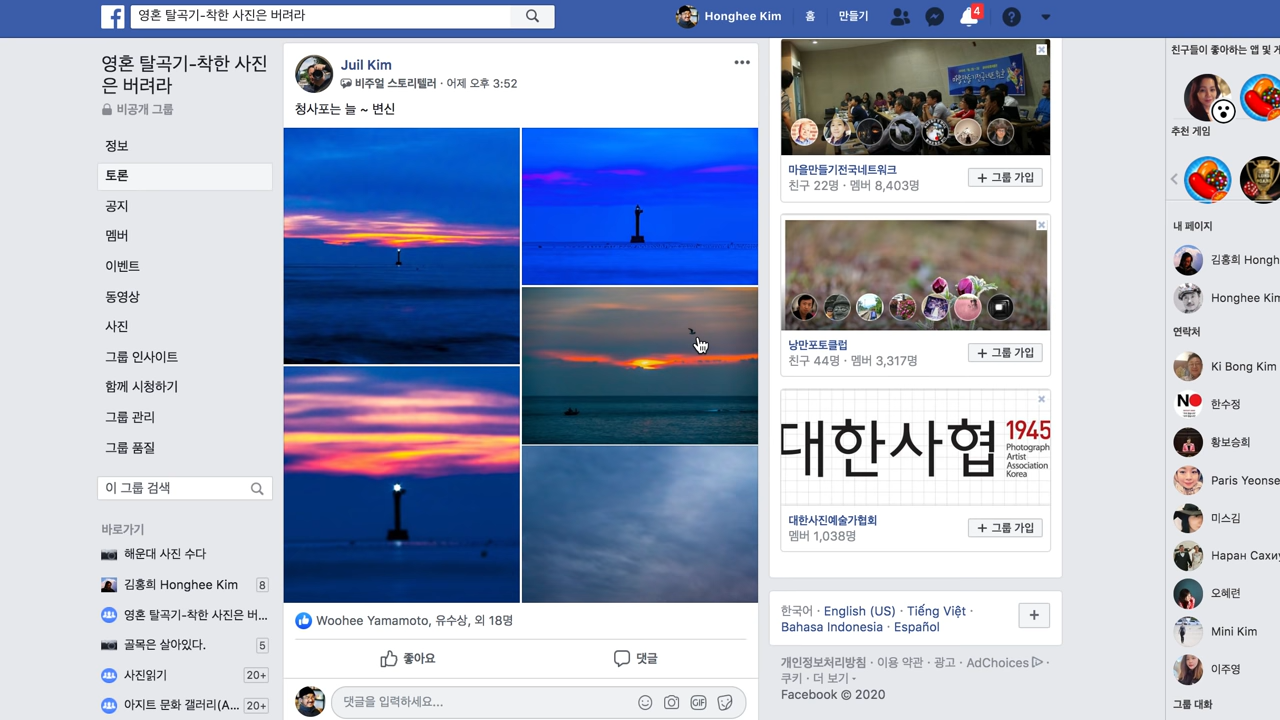 영혼 탈곡기-착한 사진은 버려라
Honghee Kim
홈
만들기
4
영혼 탈곡기-착한 사진
은 버려라
비공개 그룹
정보
토론
공지
멤버
이벤트
동영상
사진
그룹 인사이트
함께 시청하기
그룹 관리
그룹 품질
이 그룹 검색
바로가기
해운대 사진 수다
김홍희 Honghee Kim 8
영혼 탈곡기-착한 사진은 버...
골목은 살아있다. 5
사진읽기 20+
아지트 문화 갤러리(A... 20+
Juil Kim
비주얼 스토리텔러 · 어제 오후 3:52
청사포는 늘 ~ 변신
Woohee Yamamoto, 유수상, 외 18명
좋아요
댓글
댓글을 입력하세요...
GIF
마을만들기전국네트워크
친구 22명 · 멤버 8,403명
+ 그룹 가입
낭만포토클럽
친구 44명 · 멤버 3,317명
+ 그룹 가입
대한사협
1945
Photograph
Artist
Association
Korea
대한사진예술가협회
멤버 1,038명
+ 그룹 가입
한국어 · English (US) · Tiếng Việt ·
Bahasa Indonesia · Español
개인정보처리방침 · 이용 약관 · 광고 · AdChoices ·
쿠키 · 더 보기
Facebook © 2020
친구들이 좋아하는 앱 및 게
추천 게임
내 페이지
김홍희 Hongh
Honghee Kim
연락처
Ki Bong Kim
NO
한수정
황보승희
Paris Yeonse
미스김
Наран Сахиу
오혜련
Mini Kim
이주영
그룹 대화